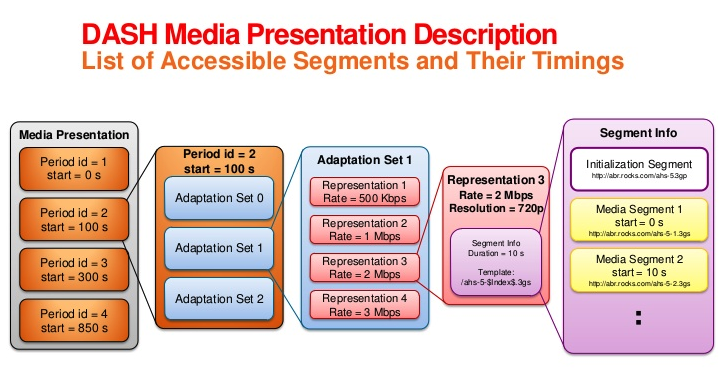 DASH Media Presentation Description
List of Accessible Segments and Their Timings
Media Presentation
Period id = 1
start = 0 s
Period id = 2
start = 100 s
Period id = 3
start = 300 s
Period id = 4
start = 850 s
Period id = 2
start = 100 s
Adaptation Set 0
Adaptation Set 1
Adaptation Set 2
Adaptation Set 1
Representation 1
Rate = 500 Kbps
Representation 2
Rate = 1 Mbps
Representation 3
Rate = 2 Mbps
Representation 4
Rate = 3 Mbps
Representation 3
Rate = 2 Mbps
Resolution = 720p
Segment Info
Duration = 10 s
Template:
/ahs-5-$Index$.3gs
Segment Info
Initialization Segment
http://abr.rocks.com/ahs-5.3gp
Media Segment 1
start = 0 s
http://abr.rocks.com/ahs-5-1.3gs
Media Segment 2
start = 10 s
http://abr.rocks.com/ahs-5-2.3gs
: